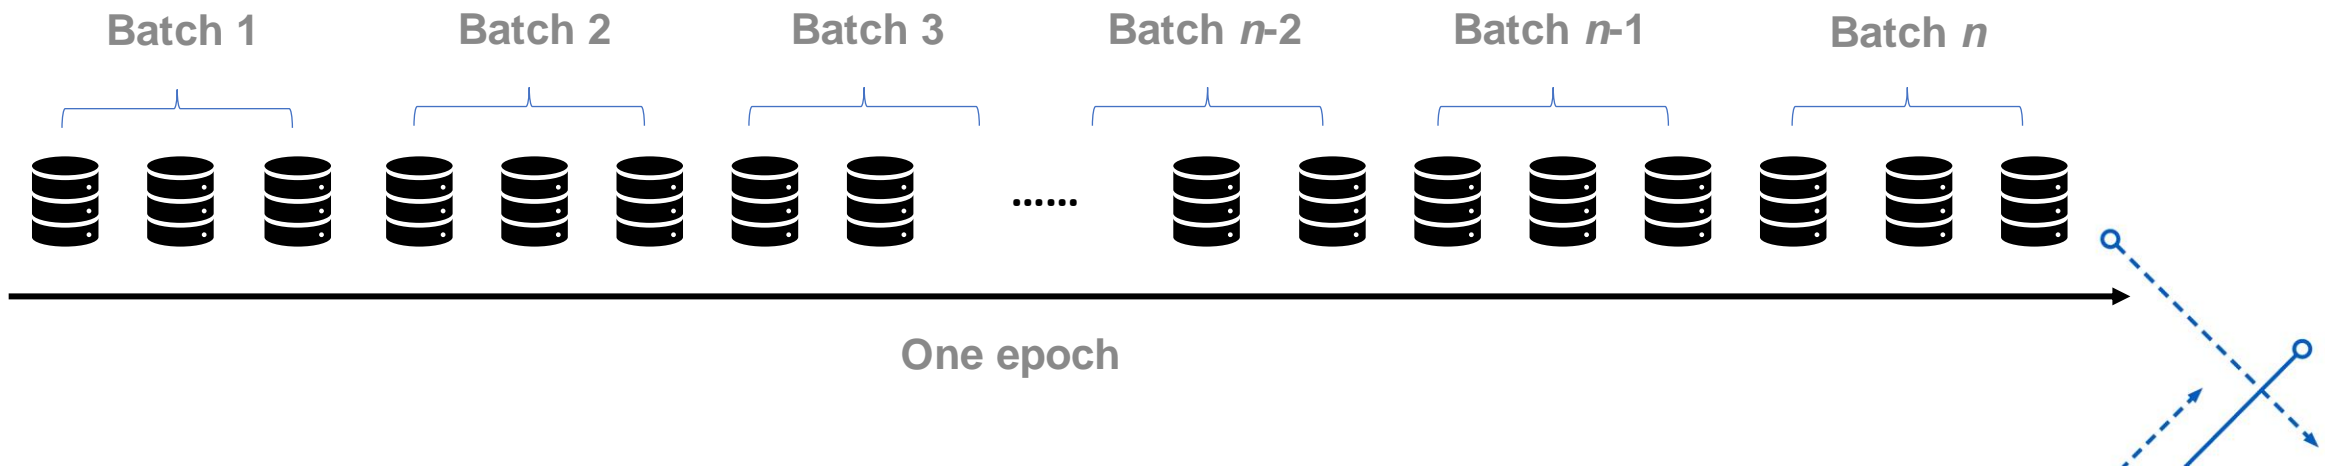 Batch 1 Batch 2 Batch 3 Batch n-2 Batch n-1 Batch n
......
One epoch